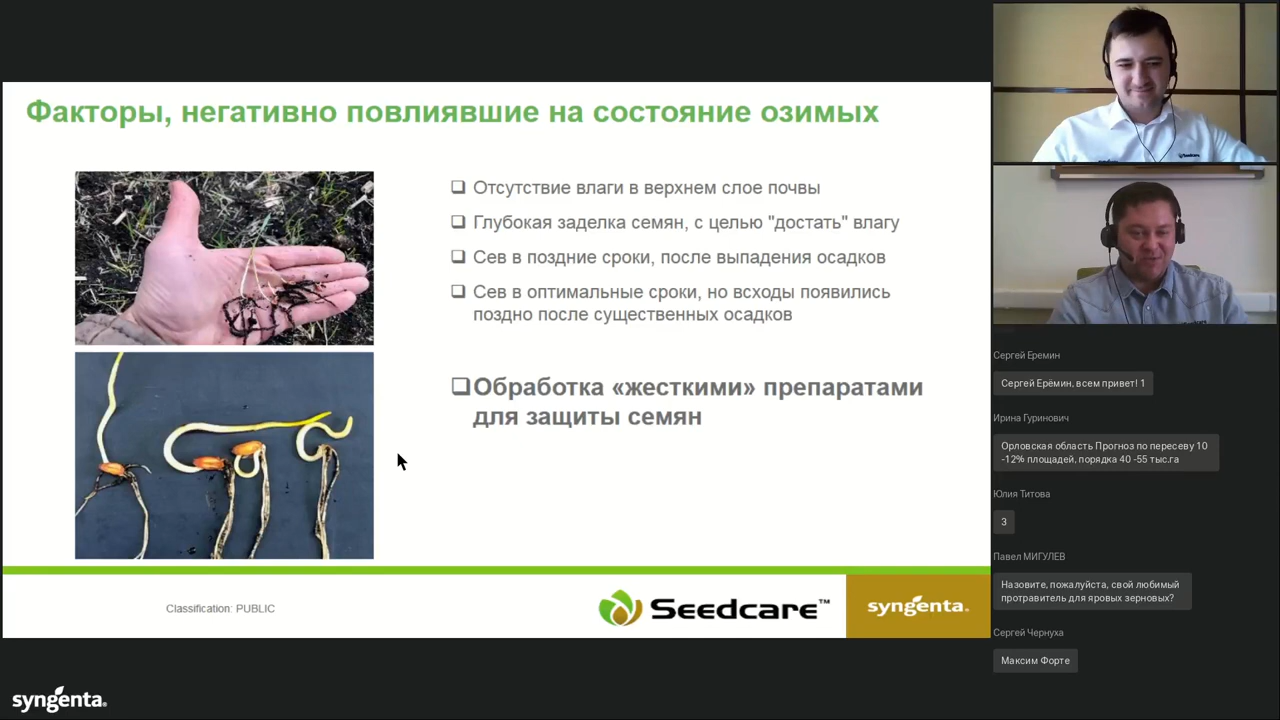 Факторы, негативно повлиявшие на состояние озимых
Отсутствие влаги в верхнем слое почвы
Глубокая заделка семян, с целью "достать" влагу
Сев в поздние сроки, после выпадения осадков
Сев в оптимальные сроки, но всходы появились
поздно после существенных осадков
Обработка «жесткими» препаратами
для защиты семян
Classification: PUBLIC
Seedcare™
syngenta.
syngenta.
Сергей Еремин
Сергей Ерёмин, всем привет! 1
Ирина Гуринович
Орловская область Прогноз по пересеву 10
-12% площадей, порядка 40 -55 тыс.га
Юлия Титова
3
Павел МИГУЛЕВ
Назовите, пожалуйста, свой любимый
протравитель для яровых зерновых?
Сергей Чернуха
Максим Форте